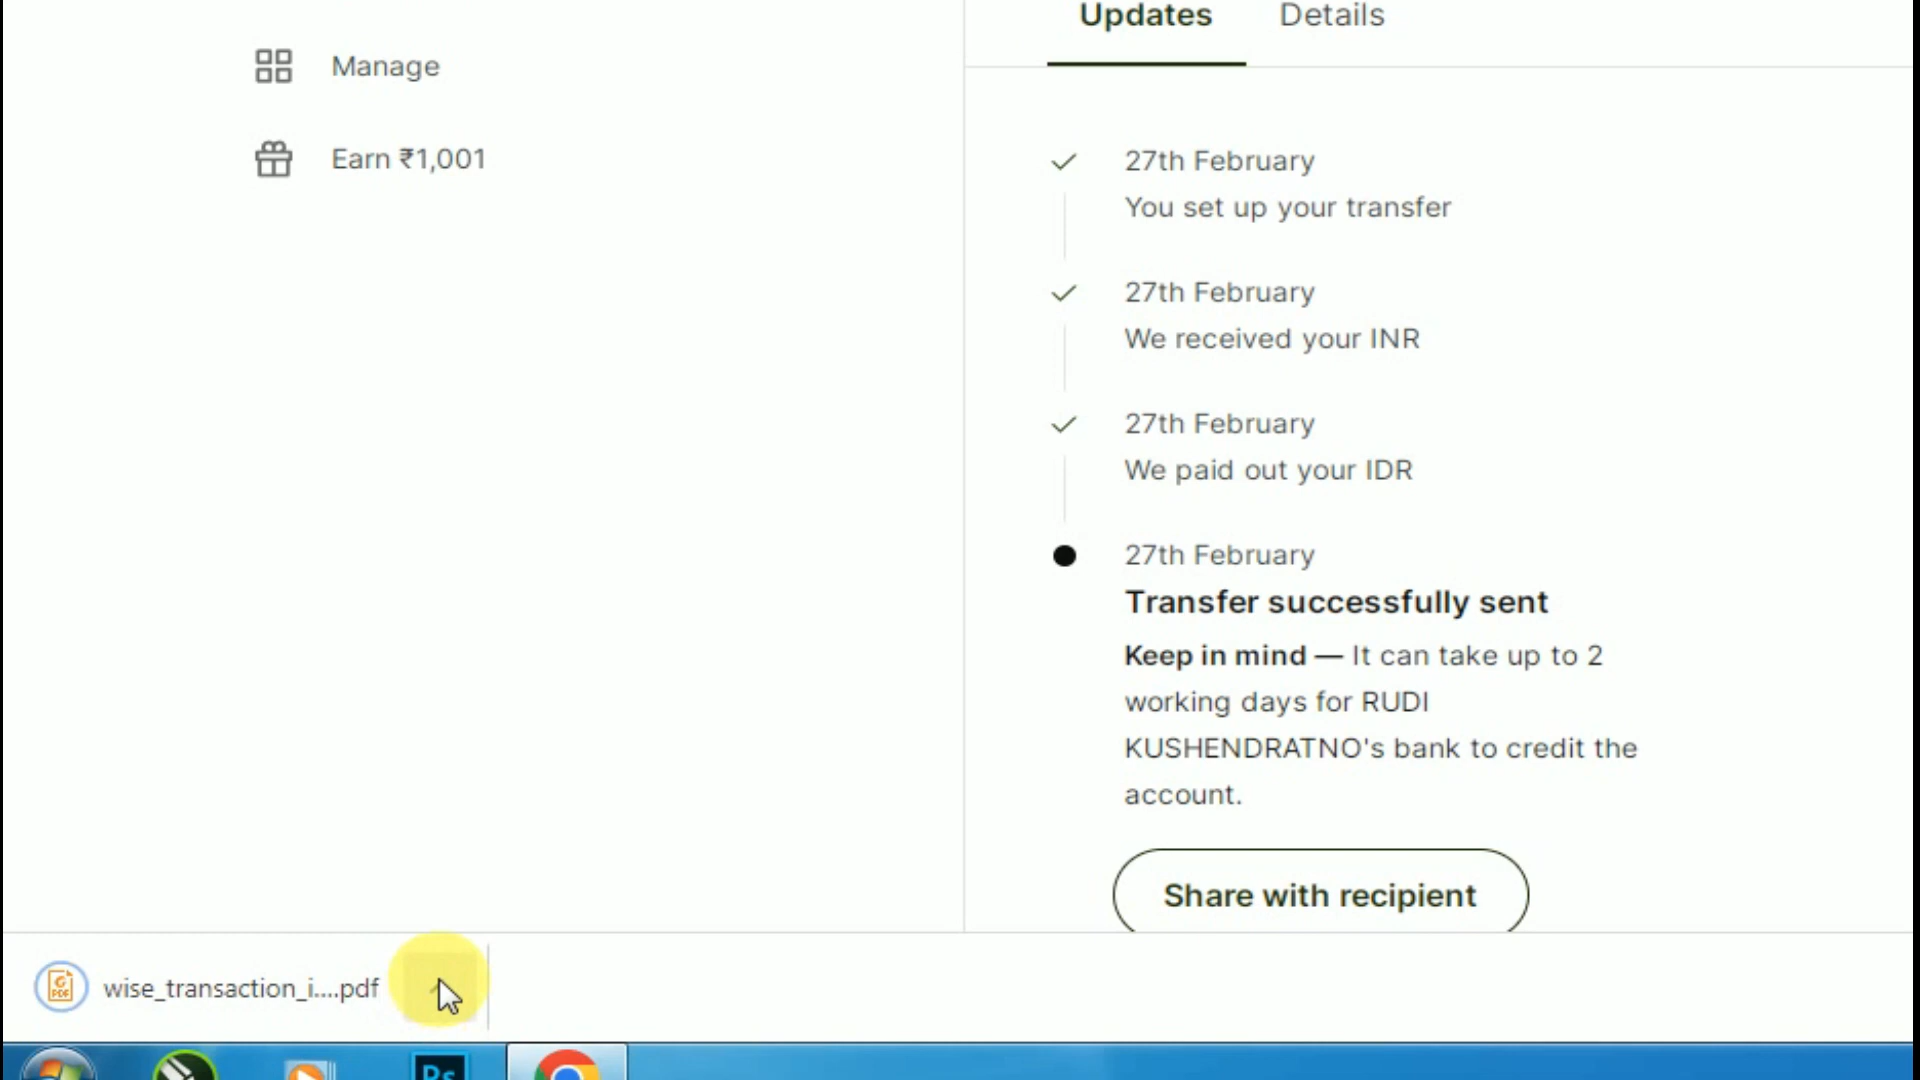 Updates Details
Manage
Earn ₹1,001
27th February
You set up your transfer
27th February
We received your INR
27th February
We paid out your IDR
27th February
Transfer successfully sent
Keep in mind — It can take up to 2
working days for RUDI
KUSHENDRATNO's bank to credit the
account.
Share with recipient
wise_transaction_i....pdf
Ps